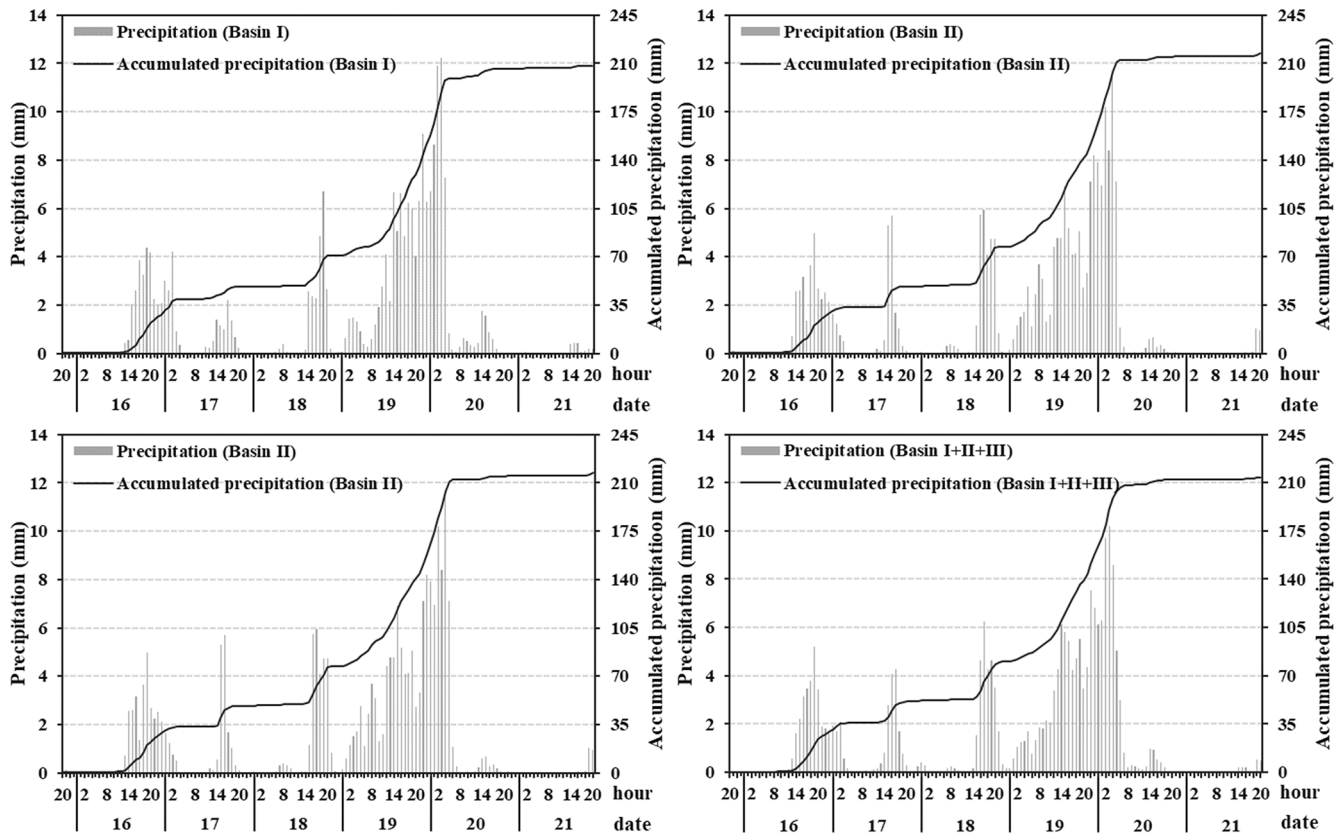 14
12
10
8
6
4
2
0
Precipitation (mm)
Precipitation (Basin I)
Accumulated precipitation (Basin I)
245
210
175
140
105
70
35
0
Accumulated precipitatioon (mm)
20 2 8 14 20 2 8 14 20 2 8 14 20 2 8 14 20 2 8 14 20 2 8 14 20 hour
16 17 18 19 20 21 date
14
12
10
8
6
4
2
0
Precipitation (mm)
Precipitation (Basin II)
Accumulated precipitation (Basin II)
245
210
175
140
105
70
35
0
Accumulated precipitatioon (mm)
20 2 8 14 20 2 8 14 20 2 8 14 20 2 8 14 20 2 8 14 20 2 8 14 20 hour
16 17 18 19 20 21 date
14
12
10
8
6
4
2
0
Precipitation (mm)
Precipitation (Basin II)
Accumulated precipitation (Basin II)
245
210
175
140
105
70
35
0
Accumulated precipitatioon (mm)
20 2 8 14 20 2 8 14 20 2 8 14 20 2 8 14 20 2 8 14 20 2 8 14 20 hour
16 17 18 19 20 21 date
14
12
10
8
6
4
2
0
Precipitation (mm)
Precipitation (Basin I+II+III)
Accumulated precipitation (Basin I+II+III)
245
210
175
140
105
70
35
0
Accumulated precipitatioon (mm)
20 2 8 14 20 2 8 14 20 2 8 14 20 2 8 14 20 2 8 14 20 2 8 14 20 hour
16 17 18 19 20 21 date